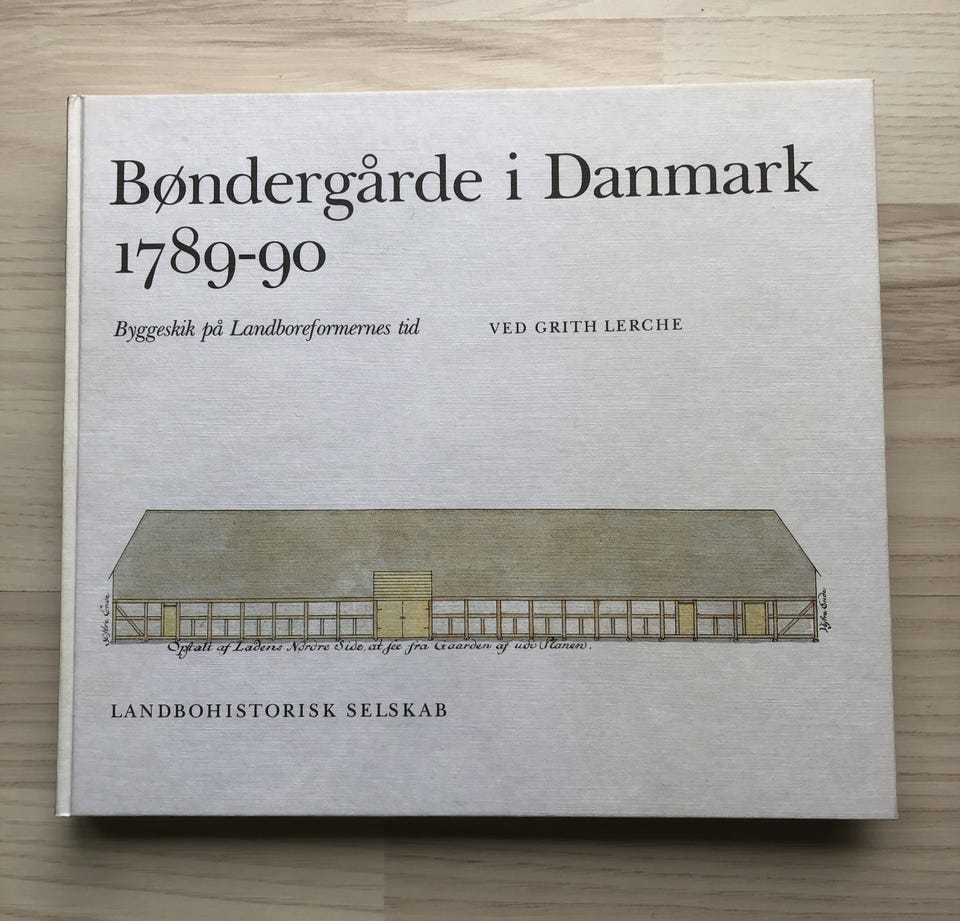 Bøndergårde i Danmark
1789-90
Byggeskik på Landboreformernes tid VED GRITH LERCHE
Opstalt af Ladens Nordre Side, at see fra Gaarden af udi Planen.
LANDBOHISTORISK SELSKAB